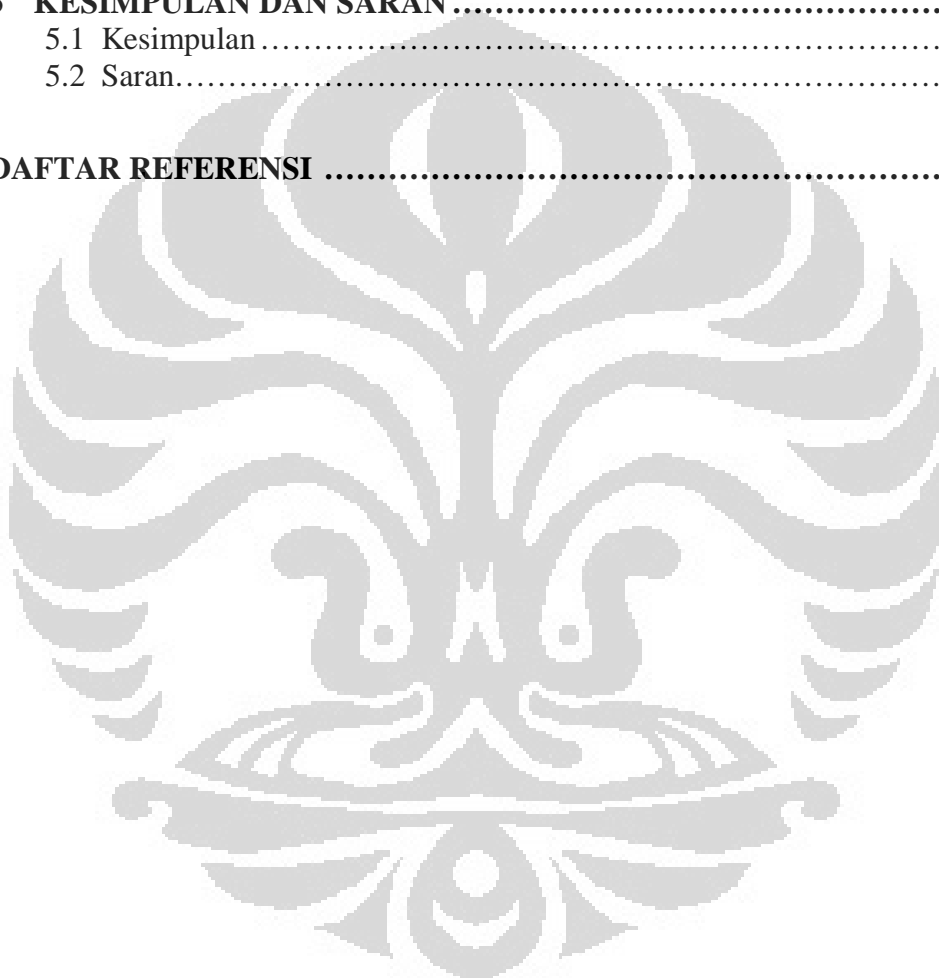 KESIMPULAN DAN SARAN ................................................................
5.1 Kesimpulan ................................................................
5.2 Saran................................................................
DAFTAR REFERENSI ................................................................